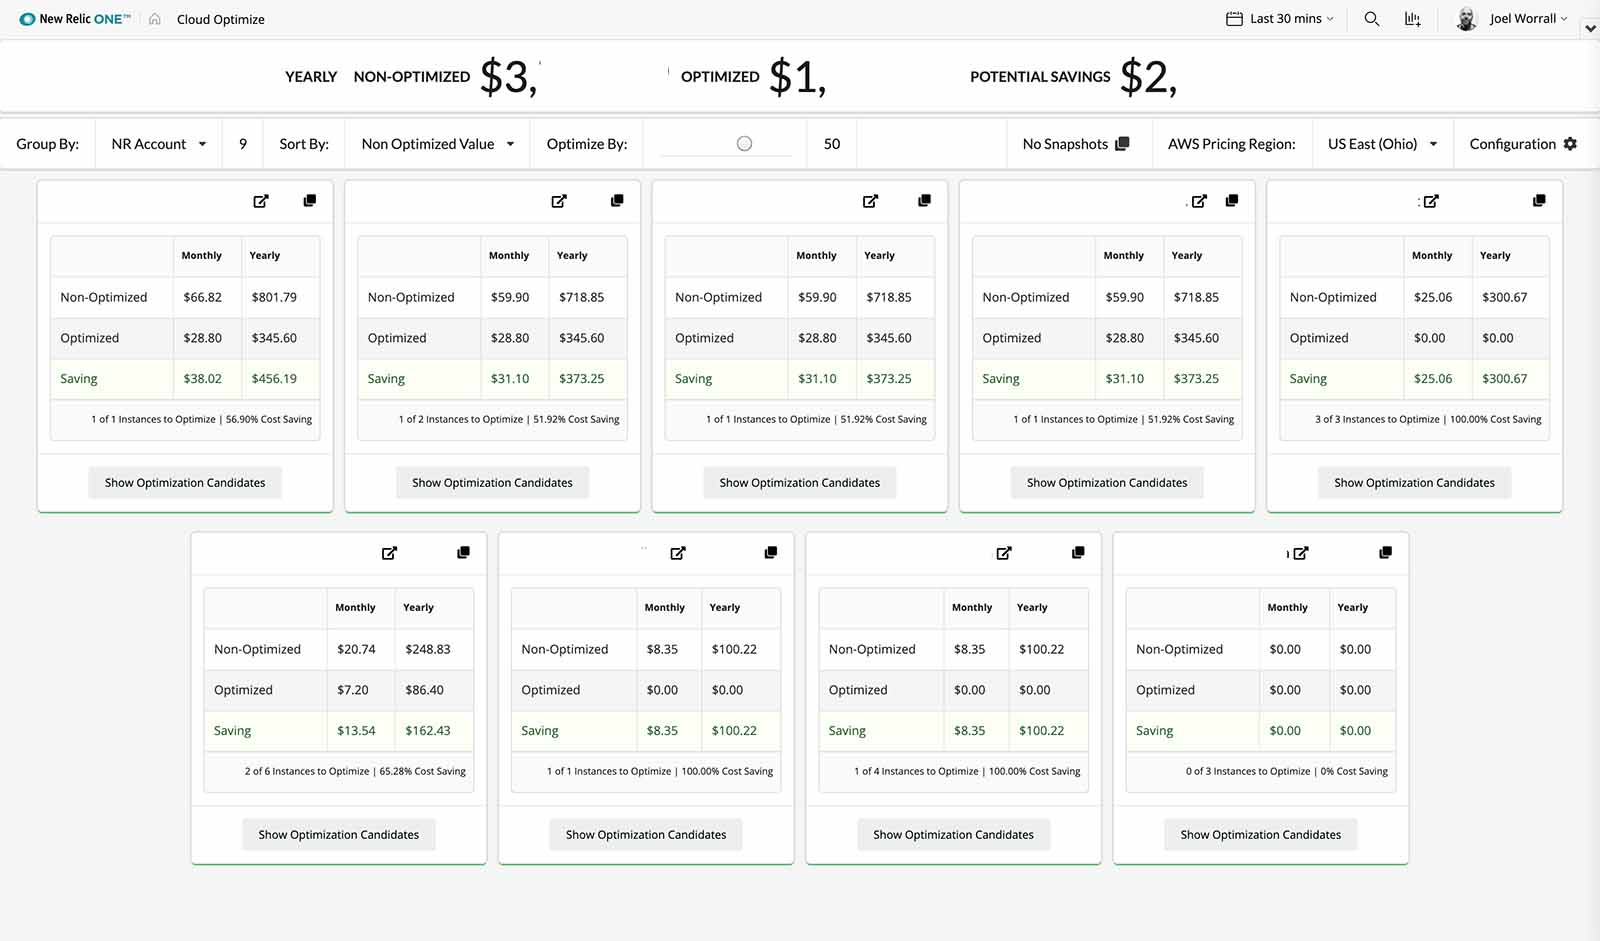 New Relic ONE™ Cloud Optimize Last 30 mins Joel Worrall
YEARLY NON-OPTIMIZED $3, OPTIMIZED $1, POTENTIAL SAVINGS $2,
Group By: NR Account 9 Sort By: Non Optimized Value Optimize By: 50 No Snapshots AWS Pricing Region: US East (Ohio) Configuration
Monthly Yearly
Non-Optimized $66.82 $801.79
Optimized $28.80 $345.60
Saving $38.02 $456.19
1 of 1 Instances to Optimize | 56.90% Cost Saving
Show Optimization Candidates
Monthly Yearly
Non-Optimized $59.90 $718.85
Optimized $28.80 $345.60
Saving $31.10 $373.25
1 of 2 Instances to Optimize | 51.92% Cost Saving
Show Optimization Candidates
Monthly Yearly
Non-Optimized $59.90 $718.85
Optimized $28.80 $345.60
Saving $31.10 $373.25
1 of 1 Instances to Optimize | 51.92% Cost Saving
Show Optimization Candidates
Monthly Yearly
Non-Optimized $59.90 $718.85
Optimized $28.80 $345.60
Saving $31.10 $373.25
1 of 1 Instances to Optimize | 51.92% Cost Saving
Show Optimization Candidates
Monthly Yearly
Non-Optimized $25.06 $300.67
Optimized $0.00 $0.00
Saving $25.06 $300.67
3 of 3 Instances to Optimize | 100.00% Cost Saving
Show Optimization Candidates
Monthly Yearly
Non-Optimized $20.74 $248.83
Optimized $7.20 $86.40
Saving $13.54 $162.43
2 of 6 Instances to Optimize | 65.28% Cost Saving
Show Optimization Candidates
Monthly Yearly
Non-Optimized $8.35 $100.22
Optimized $0.00 $0.00
Saving $8.35 $100.22
1 of 1 Instances to Optimize | 100.00% Cost Saving
Show Optimization Candidates
Monthly Yearly
Non-Optimized $8.35 $100.22
Optimized $0.00 $0.00
Saving $8.35 $100.22
1 of 4 Instances to Optimize | 100.00% Cost Saving
Show Optimization Candidates
Monthly Yearly
Non-Optimized $0.00 $0.00
Optimized $0.00 $0.00
Saving $0.00 $0.00
0 of 3 Instances to Optimize | 0% Cost Saving
Show Optimization Candidates